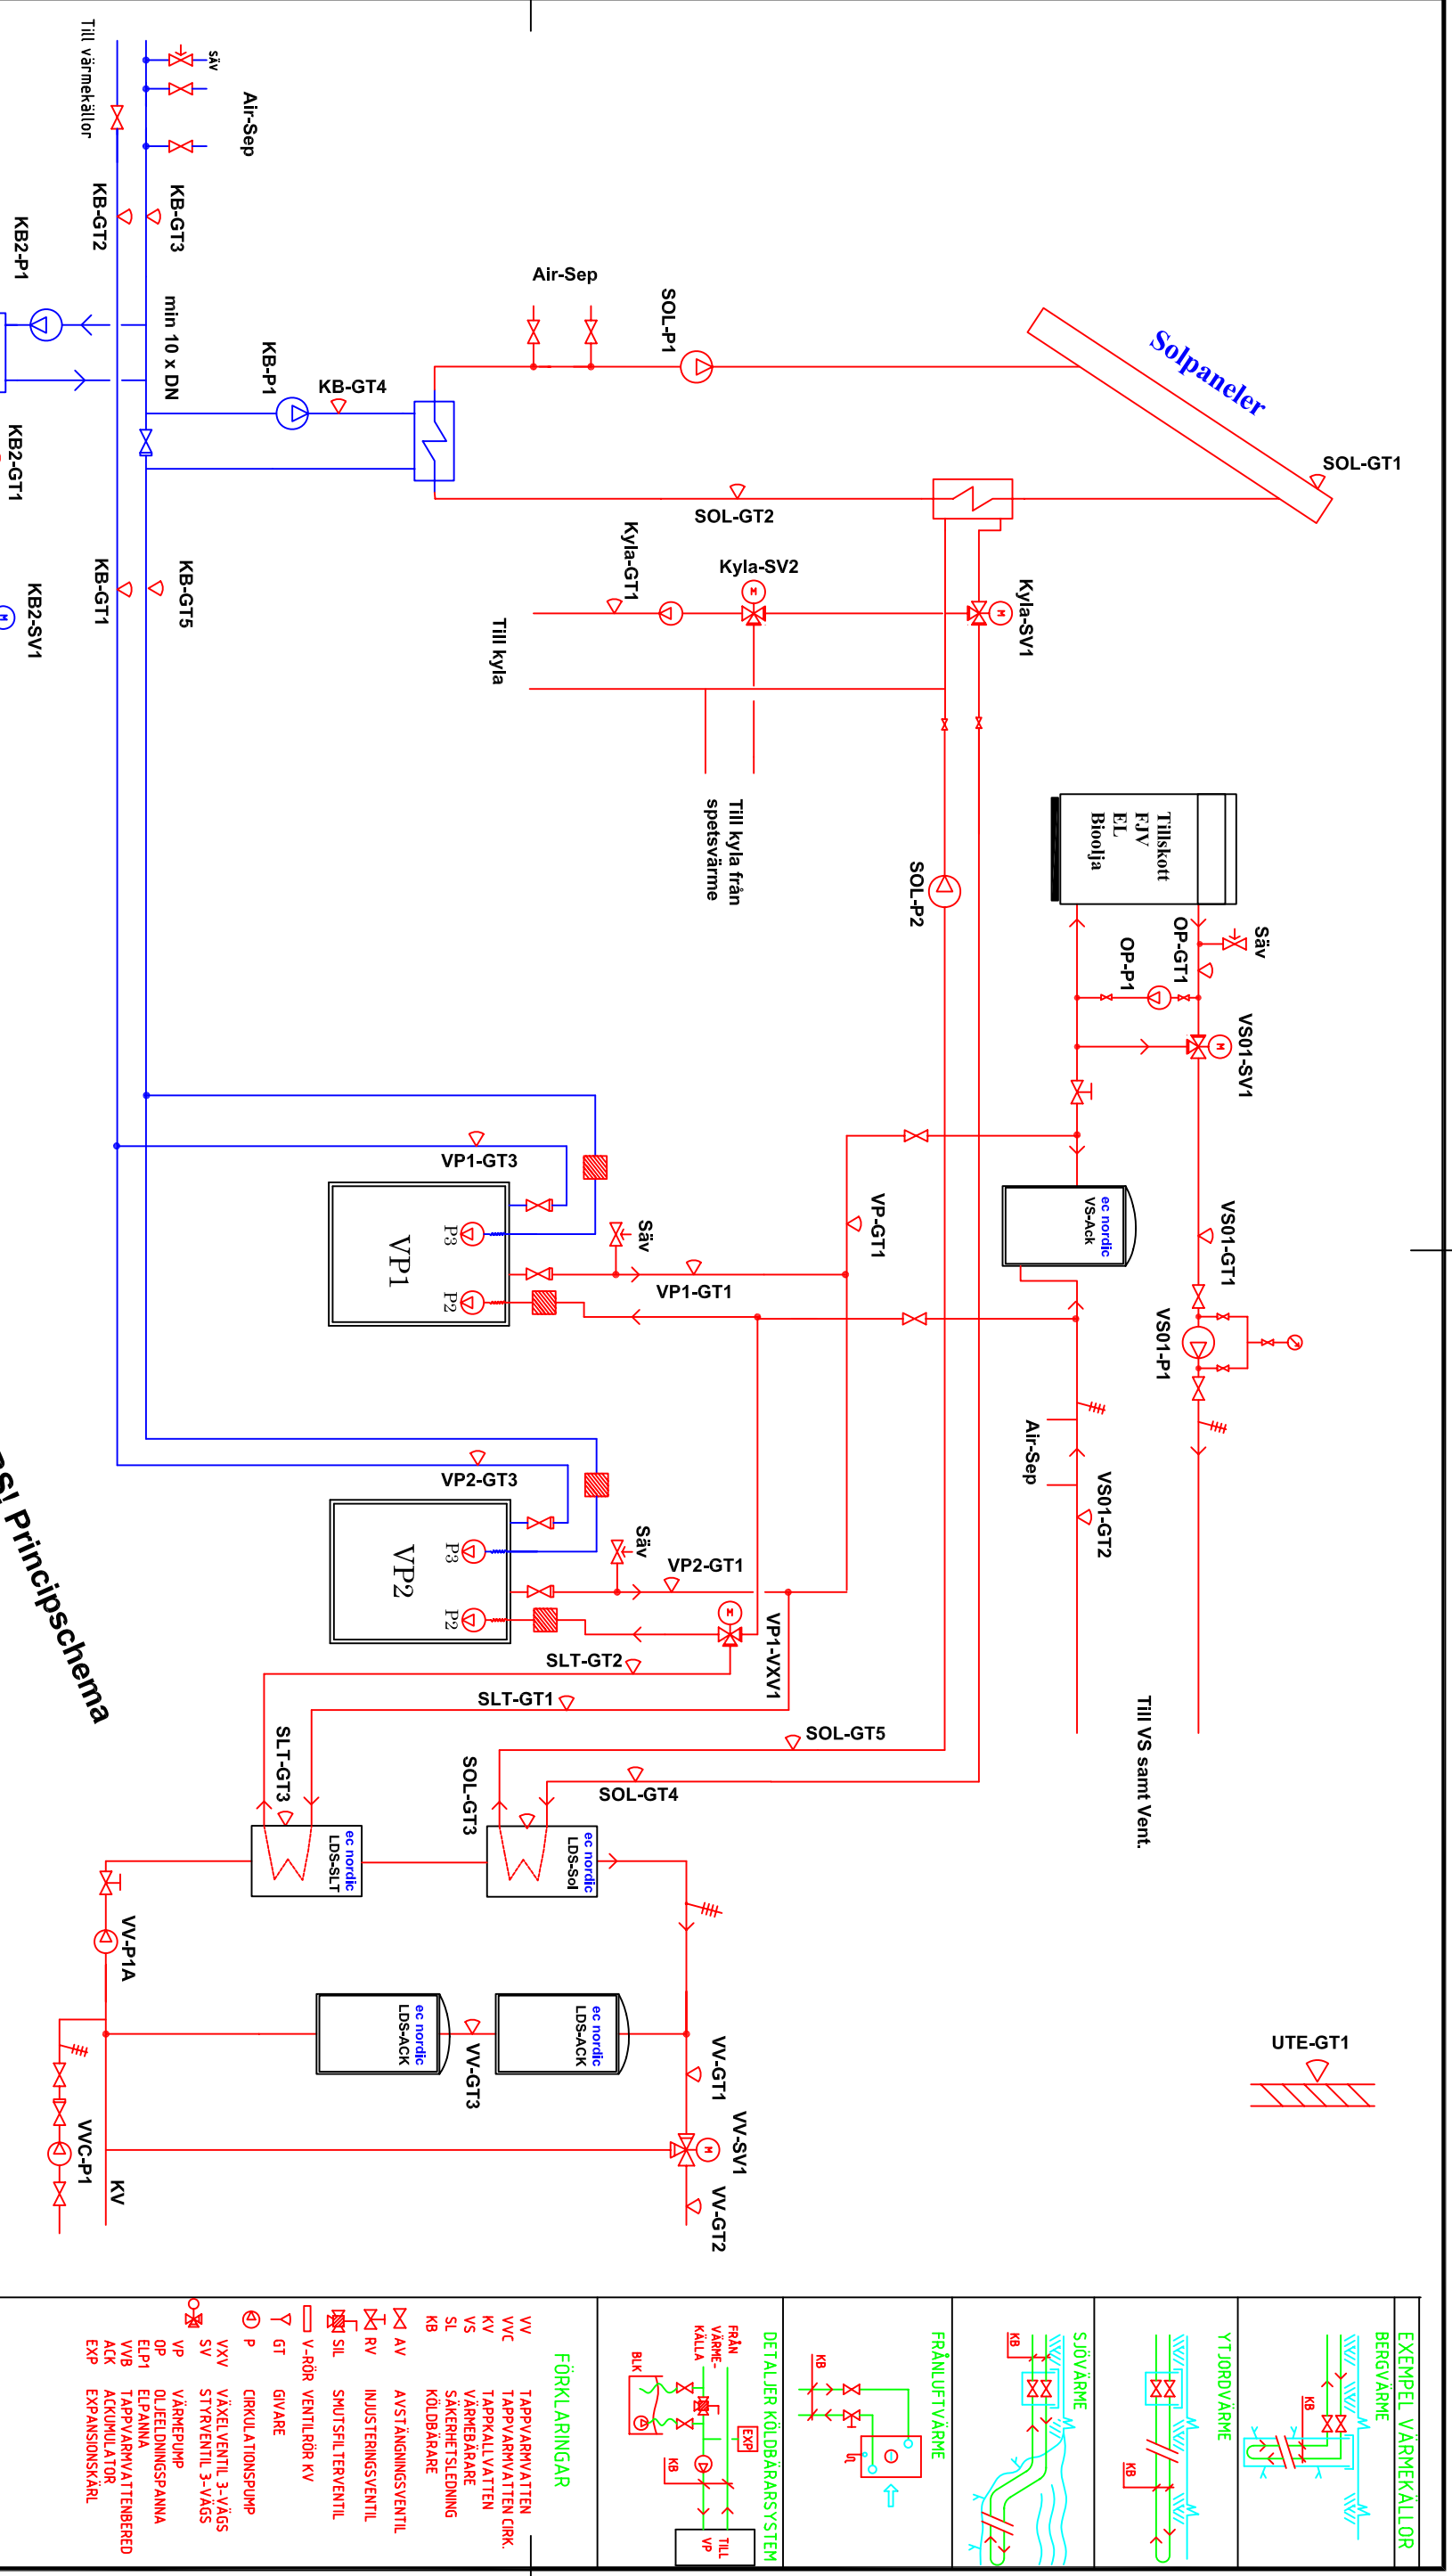 Till värmekällor
SÄV
Air-Sep
KB-GT2
KB-GT3
KB2-P1
min 10 x DN
KB-P1
KB-GT4
Air-Sep
SOL-P1
Solpaneler
SOL-GT1
SOL-GT2
KB2-GT1
KB-GT1
KB-GT5
KB2-SV1
M
Kyla-GT1
Kyla-SV2
M
Kyla-SV1
M
Till kyla
Till kyla från
spetsvärme
SOL-P2
Tillskott
FJV
EL
Bioolja
Säv
OP-GT1
OP-P1
VS01-SV1
M
VS01-GT1
VS01-P1
VP-GT1
ec nordic
VS-Ack
Air-Sep
VS01-GT2
Till VS samt Vent.
VP1-GT3
Säv
VP1-GT1
P3
VP1
P2
VP2-GT3
Säv
VP2-GT1
P3
VP2
P2
M
VP1-VXV1
SLT-GT2
SLT-GT1
SOL-GT5
SOL-GT4
SLT-GT3
SOL-GT3
ec nordic
LDS-SLT
ec nordic
LDS-Sol
Principschema
VV-P1A
ec nordic
LDS-ACK
VV-GT3
ec nordic
LDS-ACK
VV-GT1
VV-SV1
M
VV-GT2
VVC-P1
KV
UTE-GT1
EXEMPEL VÄRMEKÄLLOR
BERGVÄRME
KB
YTJORDVÄRME
KB
SJÖVÄRME
KB
FRÅNLUFTVÄRME
KB
DETALJER KÖLDBÄRARSYSTEM
FRÅN
VÄRME-
KÄLLA
EXP
BLK
KB
TILL
VP
FÖRKLARINGAR
VV TAPPVARMVATTEN
VVC TAPPVARMVATTEN CIRK.
KV TAPPKALLVATTEN
VS VÄRMEBÄRARE
SL SÄKERHETSLEDNING
KB KÖLDBÄRARE
AV AVSTÄNGNINGSVENTIL
RV INJUSTERINGSVENTIL
SIL SMUTSFILTERVENTIL
V-RÖR VENTILRÖR KV
GT GIVARE
P CIRKULATIONSPUMP
VXV VÄXELVENTIL 3-VÄGS
SV STYRVENTIL 3-VÄGS
VP VÄRMEPUMP
OP OLJEELDNINGSPANNA
ELP1 ELPANNA
VVB TAPPVARMVATTENBERED
ACK ACKUMULATOR
EXP EXPANSIONSKÄRL